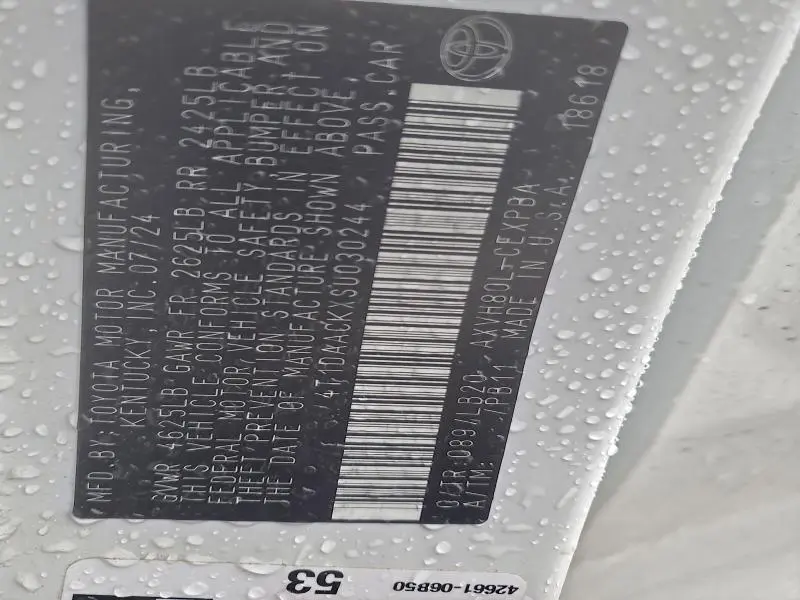 MFD.BY:TOYOTA MOTOR MANUFACTURING,
KENTUCKY, INC.07/24
GVWR 4625LB GAWR FR 2625LB RR 2425LB
THIS VEHICLE CONFORMS TO ALL APPLICABLE
FEDERAL MOTOR VEHICLE SAFETY, BUMPER AND
THEFT PREVENTION STANDARDS IN EFFECT ON
THE DATE OF MANUFACTURE SHOWN ABOVE.
4T1DAACKXSU030244 PASS.CAR
C/TR:089/LB20 AXVH80L-CEXPBA
A/TM: /PB11 MADE IN U.S.A. 18618
53
42661-06B50